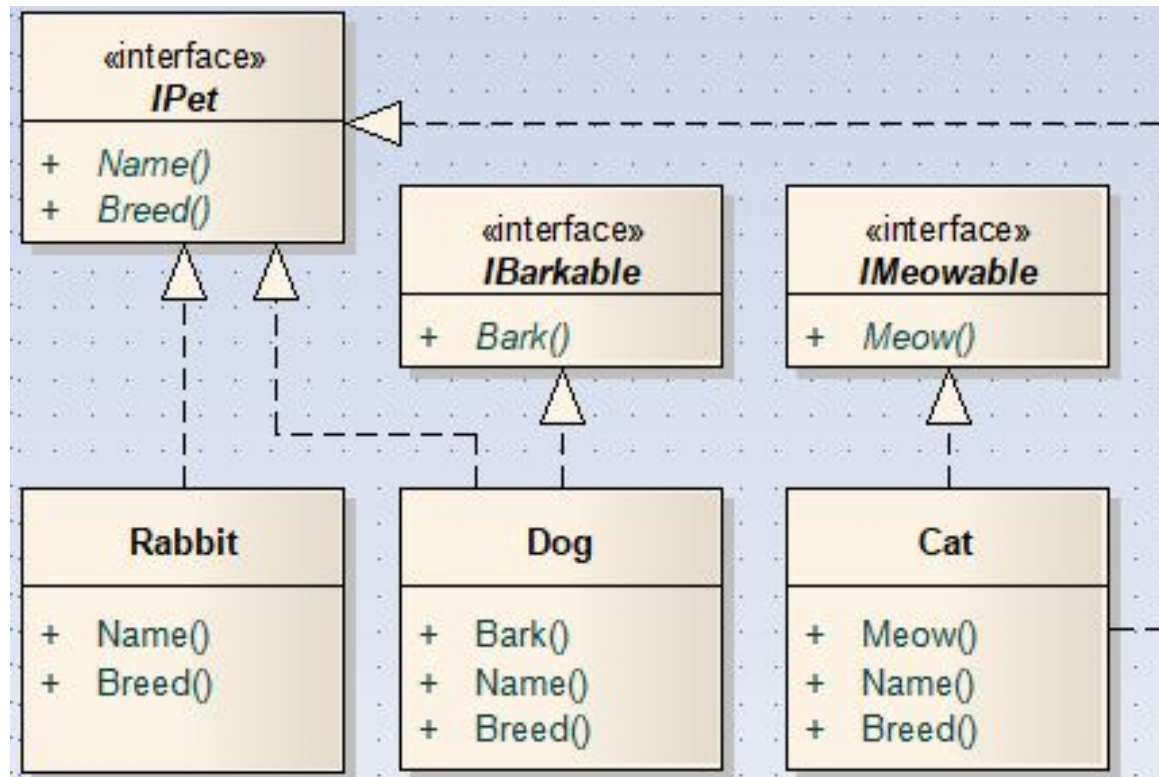 «interface»
IPet
+ Name()
+ Breed()
«interface»
IBarkable
+ Bark()
«interface»
IMeowable
+ Meow()
Rabbit
+ Name()
+ Breed()
Dog
+ Bark()
+ Name()
+ Breed()
Cat
+ Meow()
+ Name()
+ Breed()